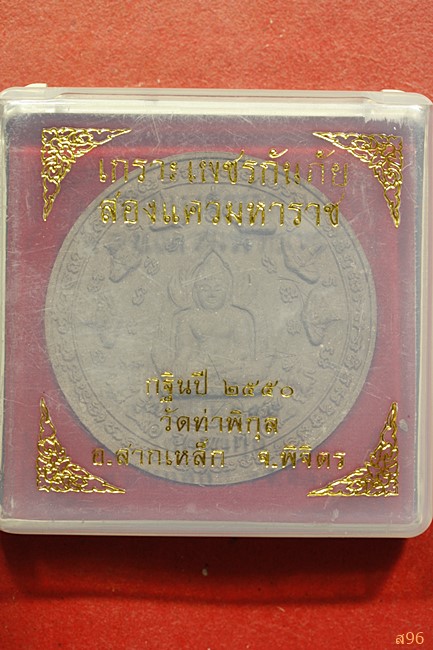 เกราะเพชรกันภัย
สองแควมหาราช
กฐินปี ๒๕๕๐
วัดท่าพิกุล
อ.สากเหล็ก จ.พิจิตร
ส96